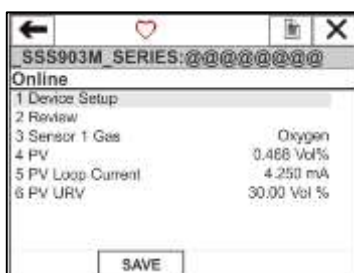 _SSS903M_SERIES:@@@@@@@@
Online
1 Device Setup
2 Review
3 Sensor 1 Gas Oxygen
4 PV 0.468 Vol%
5 PV Loop Current 4.250 mA
6 PV URV 30.00 Vol %
SAVE